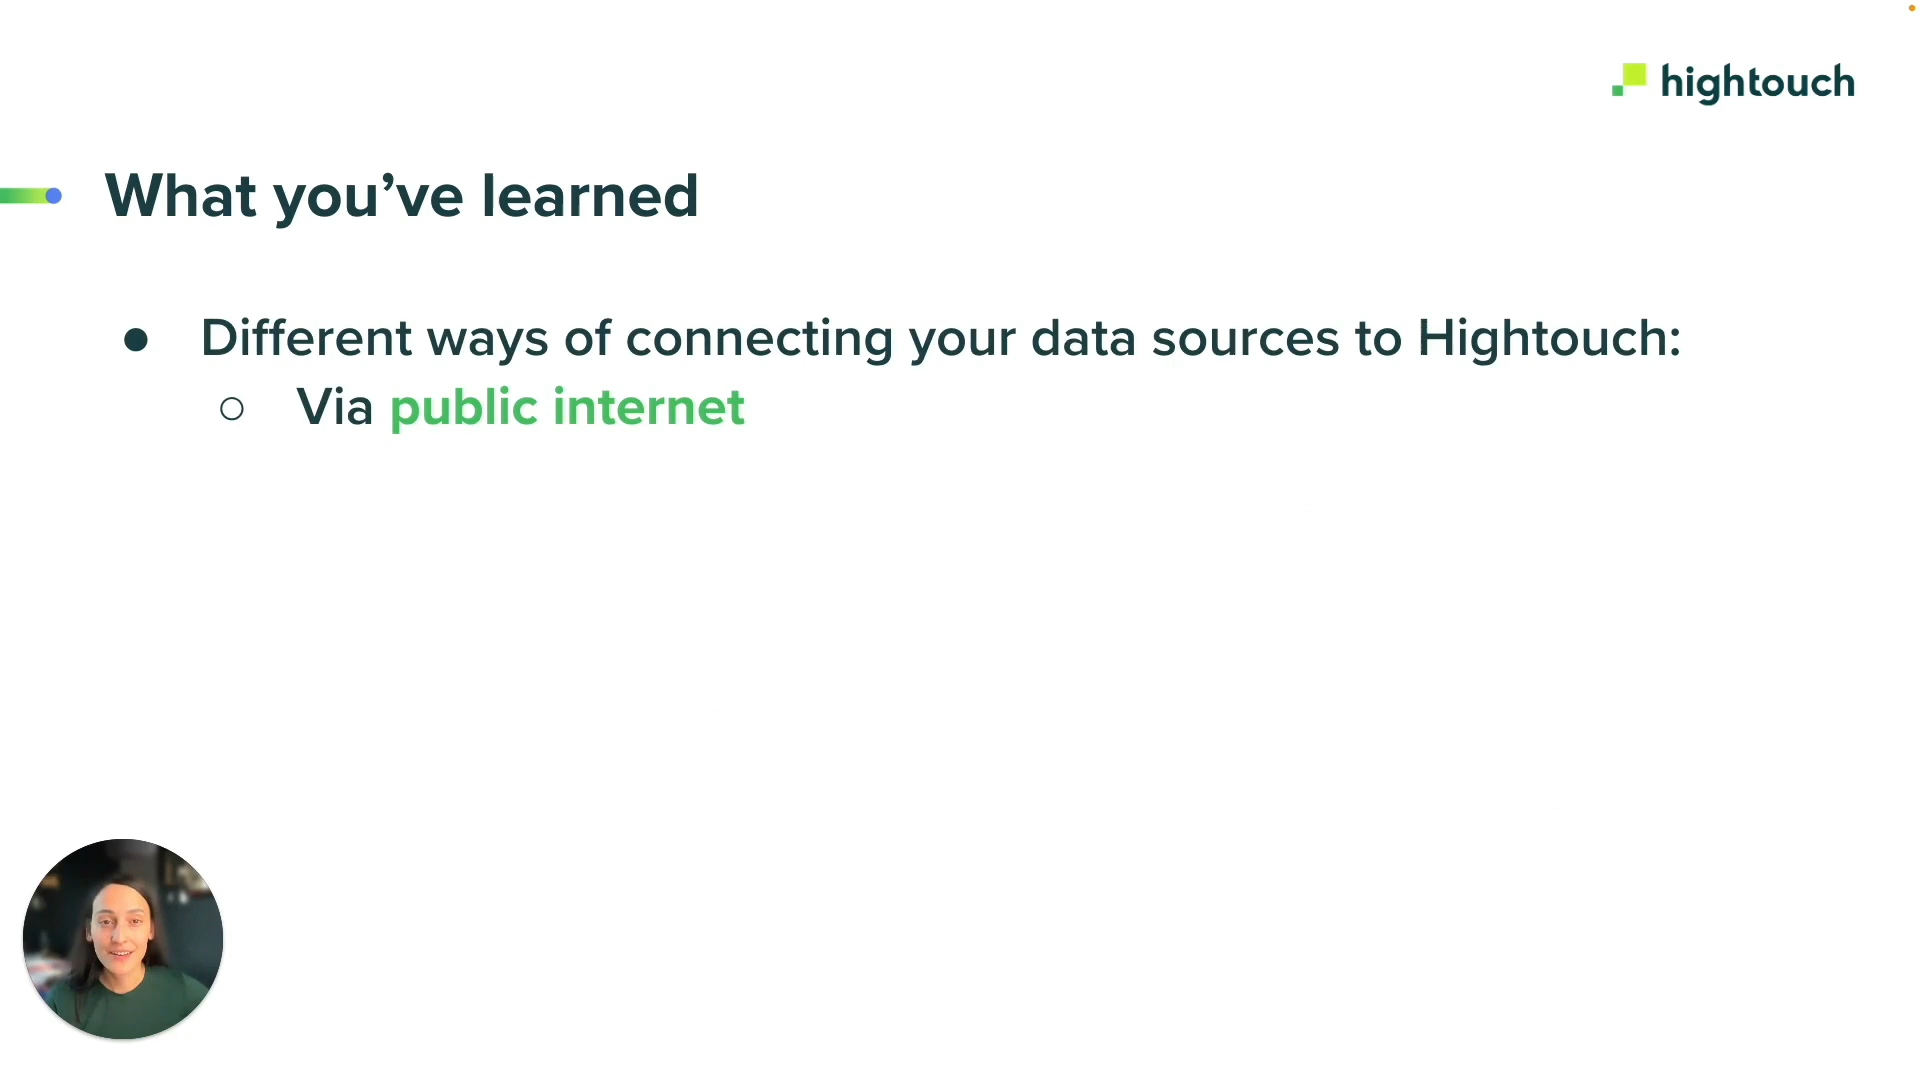 hightouch
What you’ve learned
● Different ways of connecting your data sources to Hightouch:
○ Via public internet